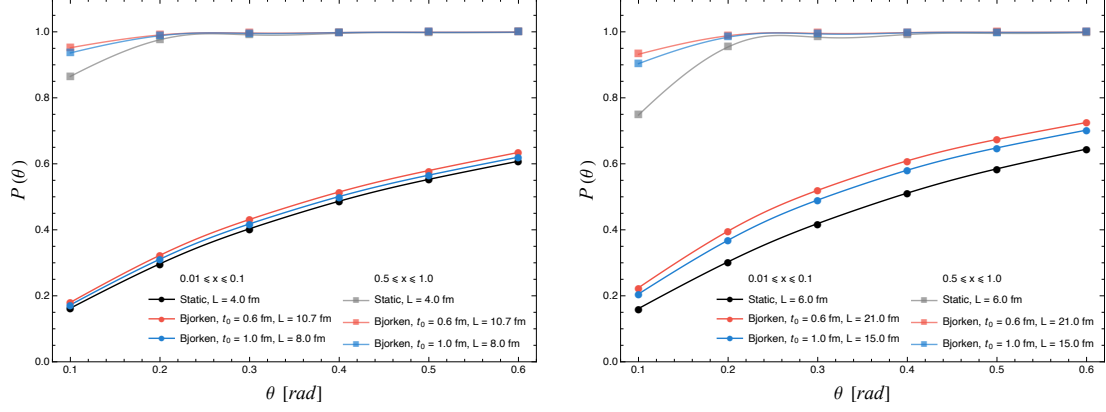 1.0
0.8
0.6
0.4
0.2
0.0
P(θ)
0.01 ⩽ x ⩽ 0.1
0.5 ⩽ x ⩽ 1.0
Static, L = 4.0 fm
Static, L = 4.0 fm
Bjorken, t₀ = 0.6 fm, L = 10.7 fm
Bjorken, t₀ = 0.6 fm, L = 10.7 fm
Bjorken, t₀ = 1.0 fm, L = 8.0 fm
Bjorken, t₀ = 1.0 fm, L = 8.0 fm
0.1 0.2 0.3 0.4 0.5 0.6
θ [rad]
1.0
0.8
0.6
0.4
0.2
0.0
P(θ)
0.01 ⩽ x ⩽ 0.1
0.5 ⩽ x ⩽ 1.0
Static, L = 6.0 fm
Static, L = 6.0 fm
Bjorken, t₀ = 0.6 fm, L = 21.0 fm
Bjorken, t₀ = 0.6 fm, L = 21.0 fm
Bjorken, t₀ = 1.0 fm, L = 15.0 fm
Bjorken, t₀ = 1.0 fm, L = 15.0 fm
0.1 0.2 0.3 0.4 0.5 0.6
θ [rad]